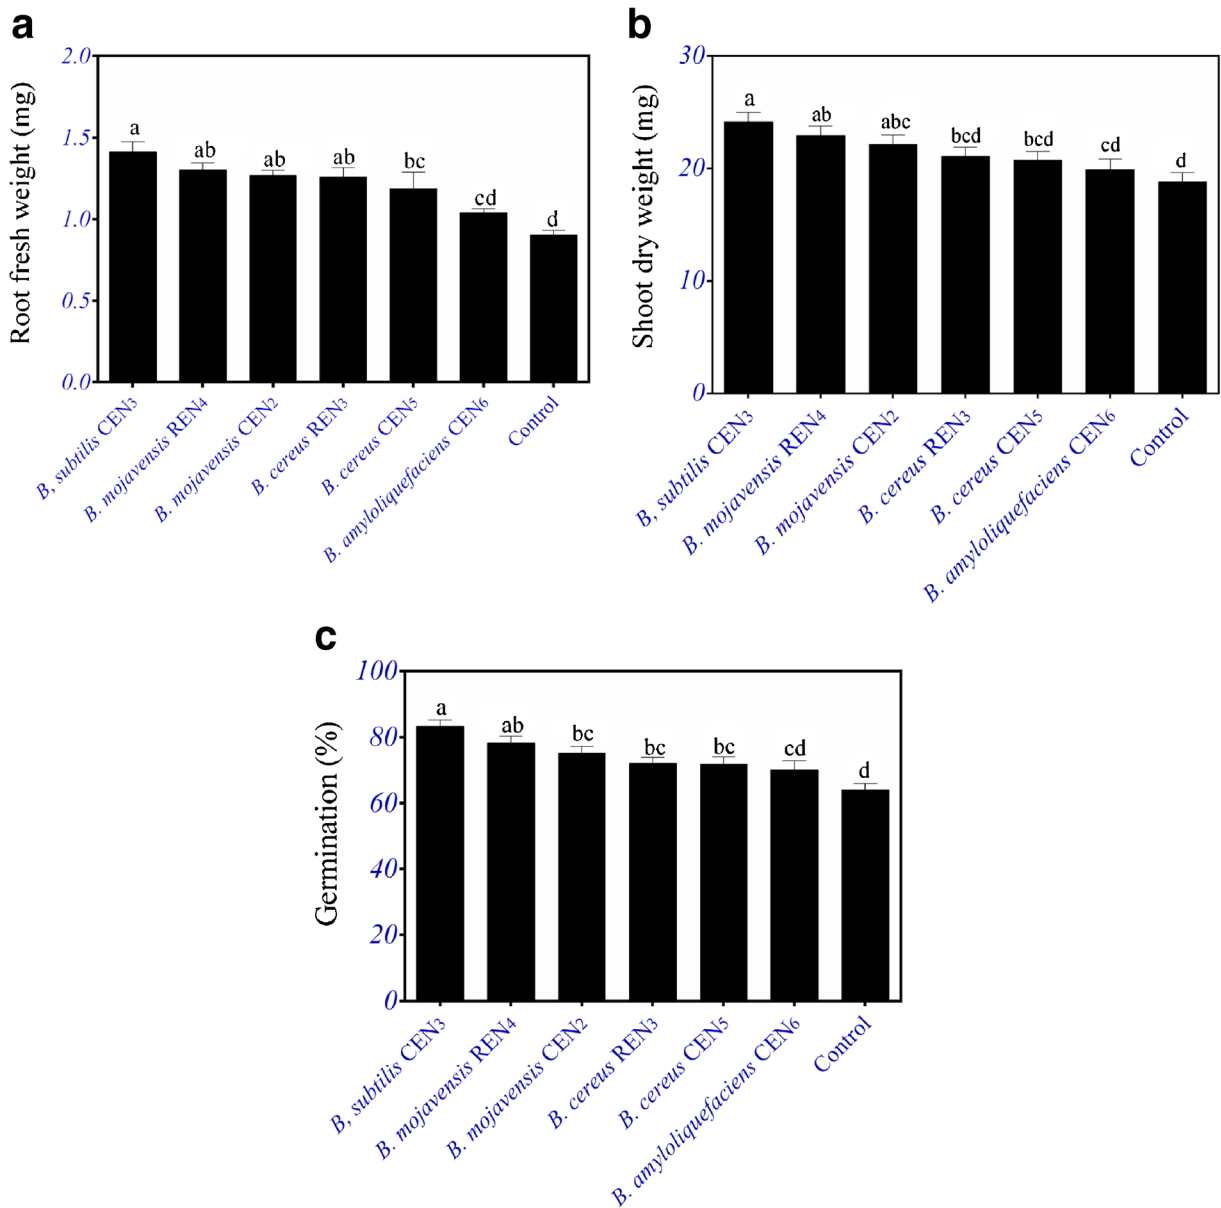 a
Root fresh weight (mg)
2.0
1.5
1.0
0.5
0.0
a
ab
ab
ab
bc
cd
d
B, subtilis CEN3
B. mojavensis REN4
B. mojavensis CEN2
B. cereus REN3
B. cereus CEN5
B. amyloliquefaciens CEN6
Control
b
Shoot dry weight (mg)
30
20
10
0
a
ab
abc
bcd
bcd
cd
d
B, subtilis CEN3
B. mojavensis REN4
B. mojavensis CEN2
B. cereus REN3
B. cereus CEN5
B. amyloliquefaciens CEN6
Control
c
Germination (%)
100
80
60
40
20
0
a
ab
bc
bc
bc
cd
d
B, subtilis CEN3
B. mojavensis REN4
B. mojavensis CEN2
B. cereus REN3
B. cereus CEN5
B. amyloliquefaciens CEN6
Control